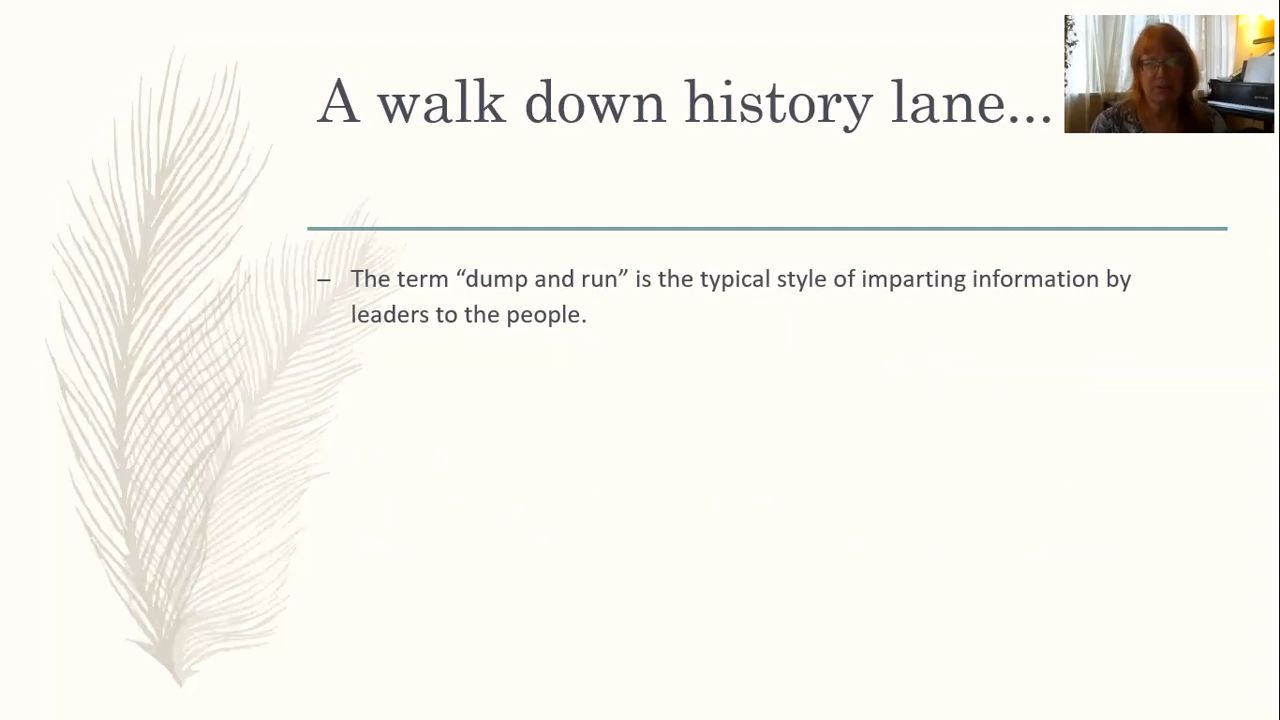 A walk down history lane...
– The term “dump and run” is the typical style of imparting information by
leaders to the people.